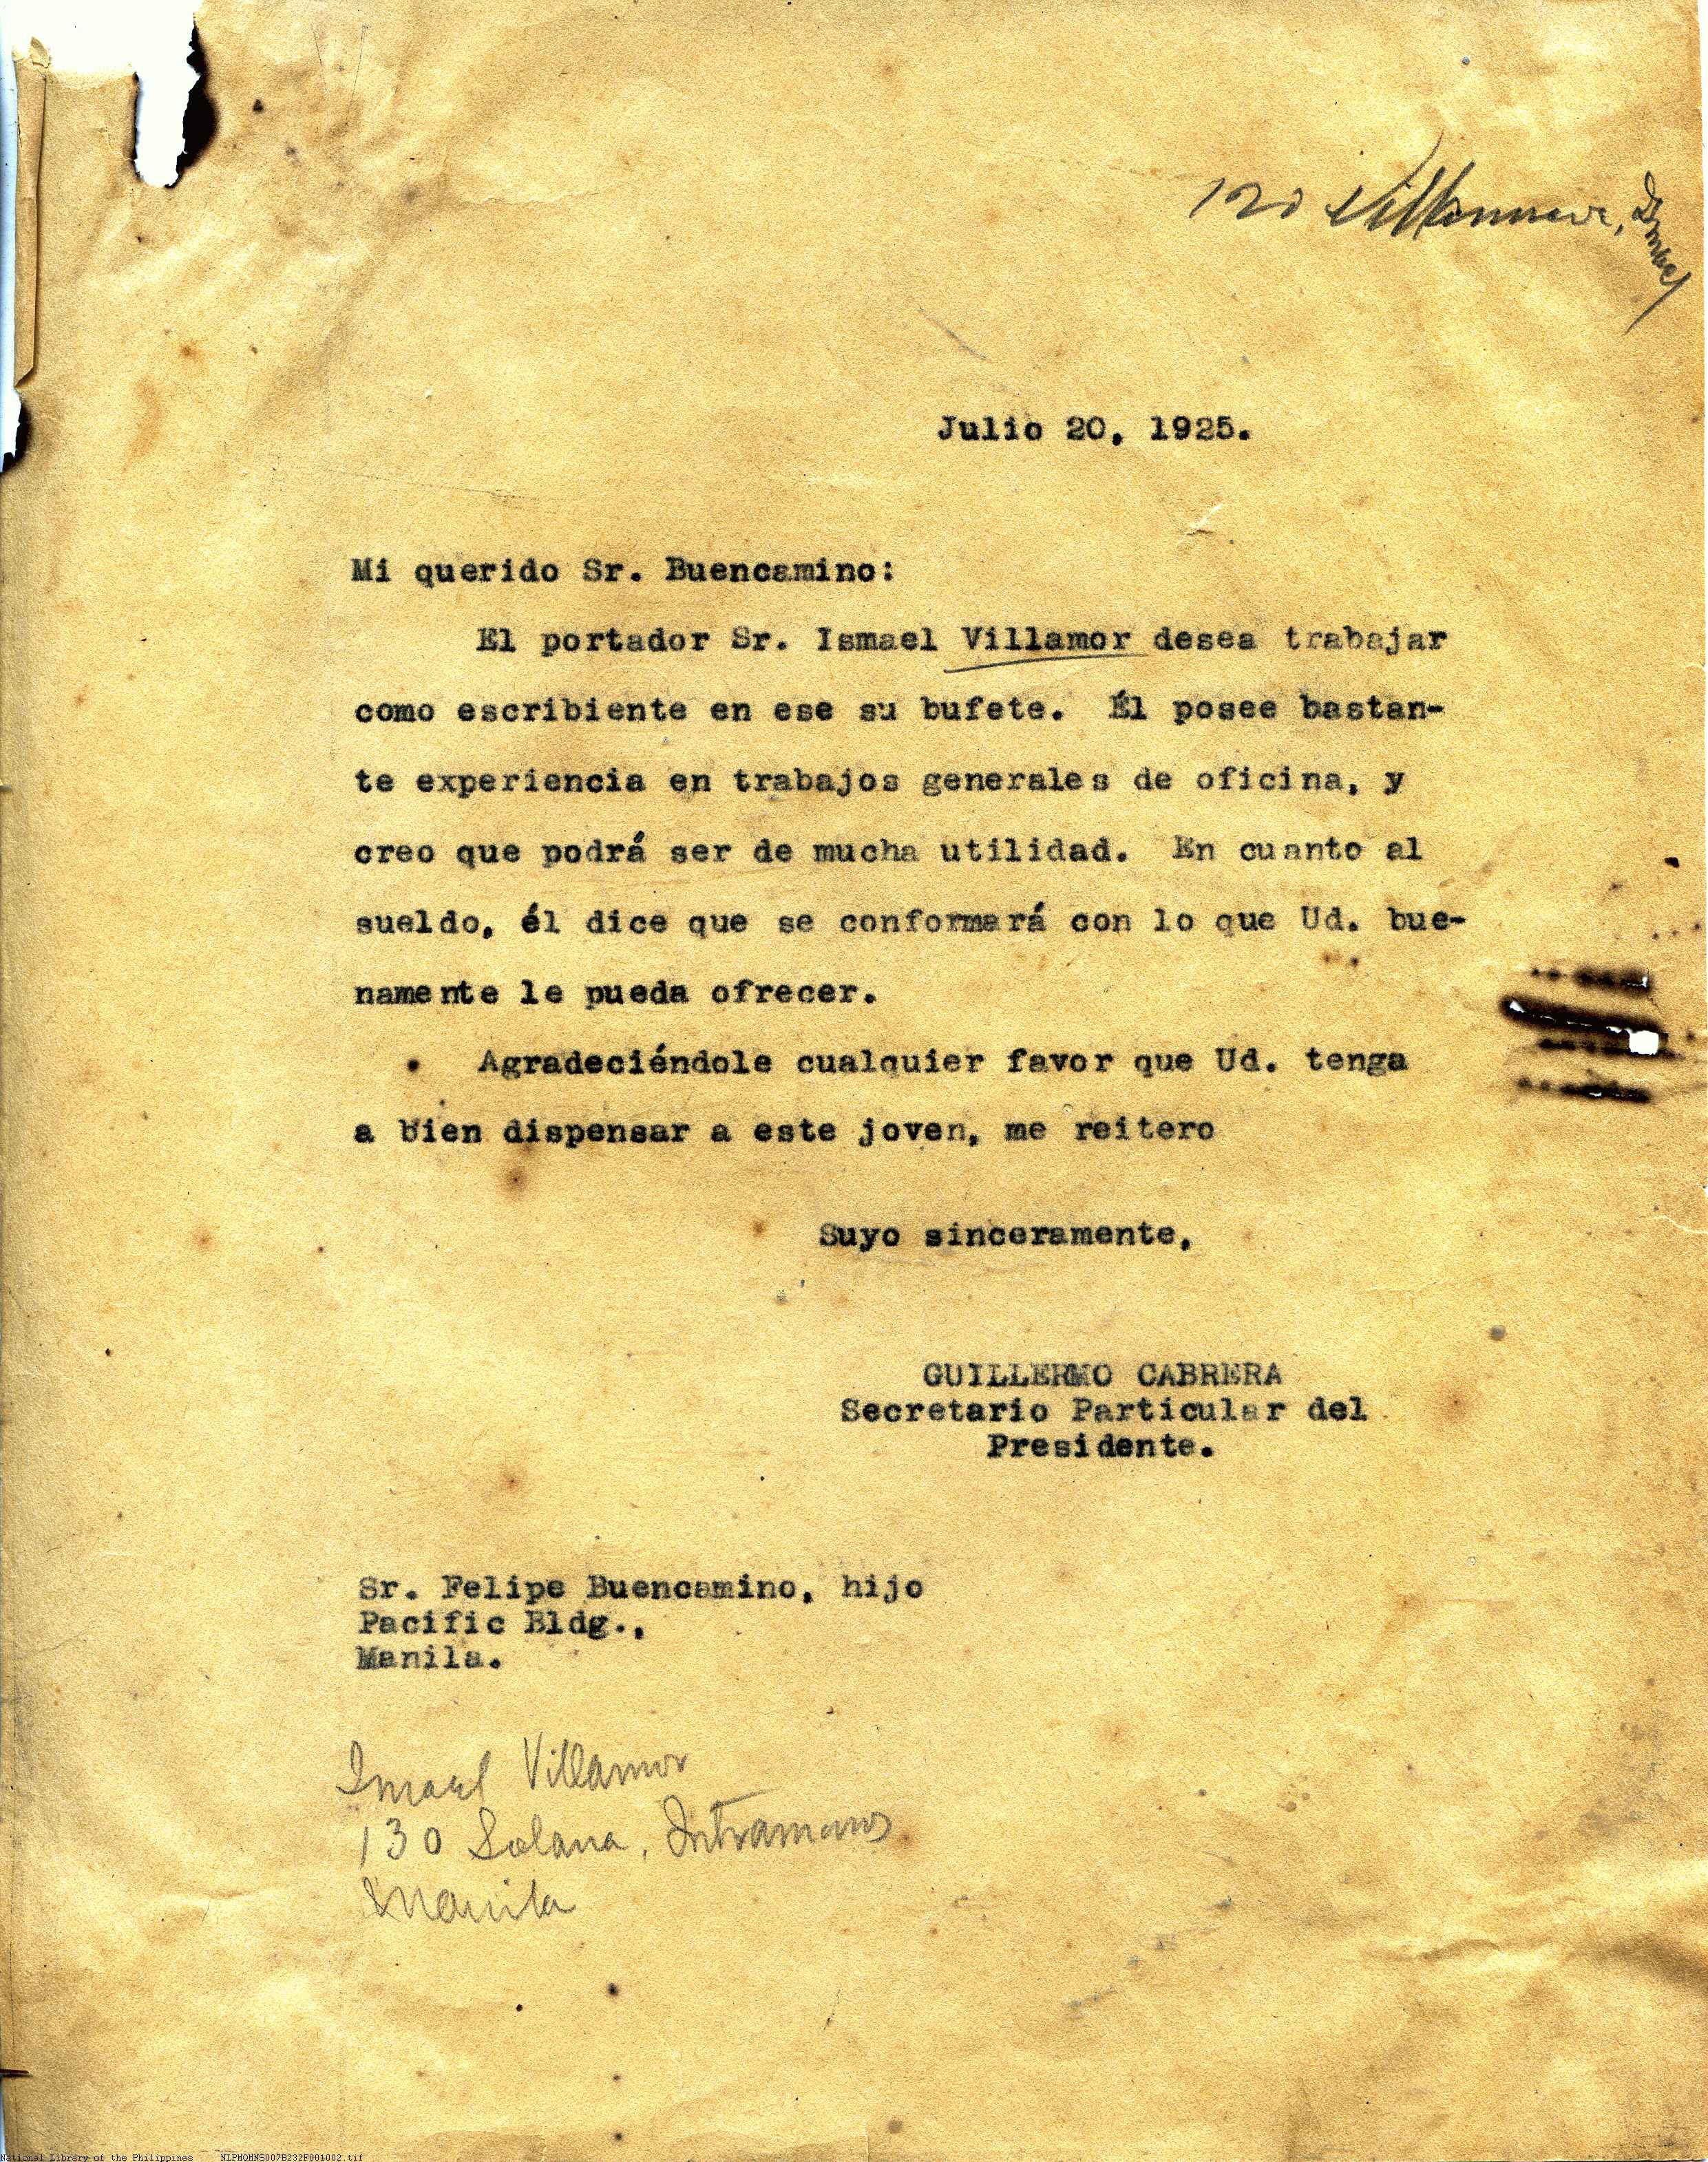 Julio 20, 1925.
Mi querido Sr. Buencamino:
El portador Sr. Ismael Villamor desea trabajar
como escribiente en ese su bufete. Él posee bastan-
te experiencia en trabajos generales de oficina, y
creo que podrá ser de mucha utilidad. En cuanto al
sueldo, él dice que se conformará con lo que Ud. bue-
namente le pueda ofrecer.
Agradeciéndole cualquier favor que Ud. tenga
a bien dispensar a este joven, me reitero
Suyo sinceramente,
GUILLERMO CABRERA
Secretario Particular del
Presidente.
Sr. Felipe Buencamino, hijo
Pacific Bldg.,
Manila.
Ismael Villamor
130 Solana, Intramuros
Manila
National Library of the Philippines NLPMQMNS007B232F001002.tif